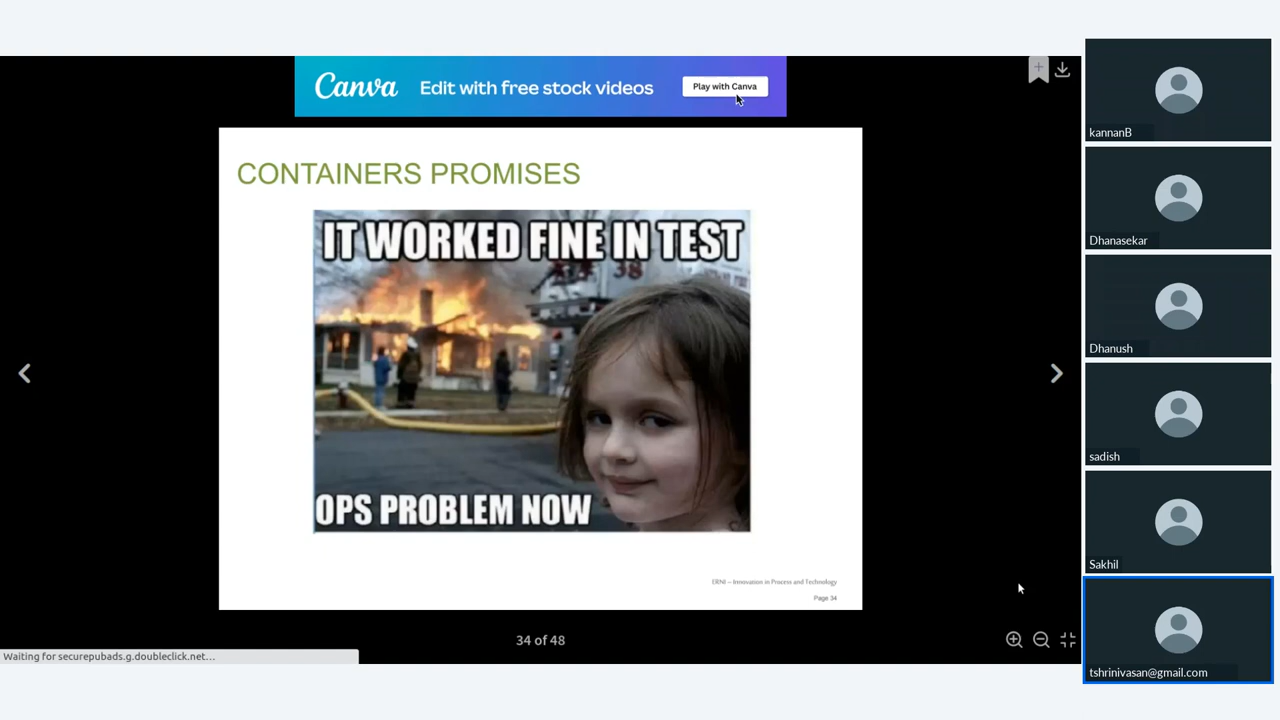 Canva Edit with free stock videos Play with Canva
CONTAINERS PROMISES
IT WORKED FINE IN TEST
OPS PROBLEM NOW
ERNI – Innovation in Process and Technology
Page 34
34 of 48
Waiting for securepubads.g.doubleclick.net...
kannanB
Dhanasekar
Dhanush
sadish
Sakhil
tshrinivasan@gmail.com